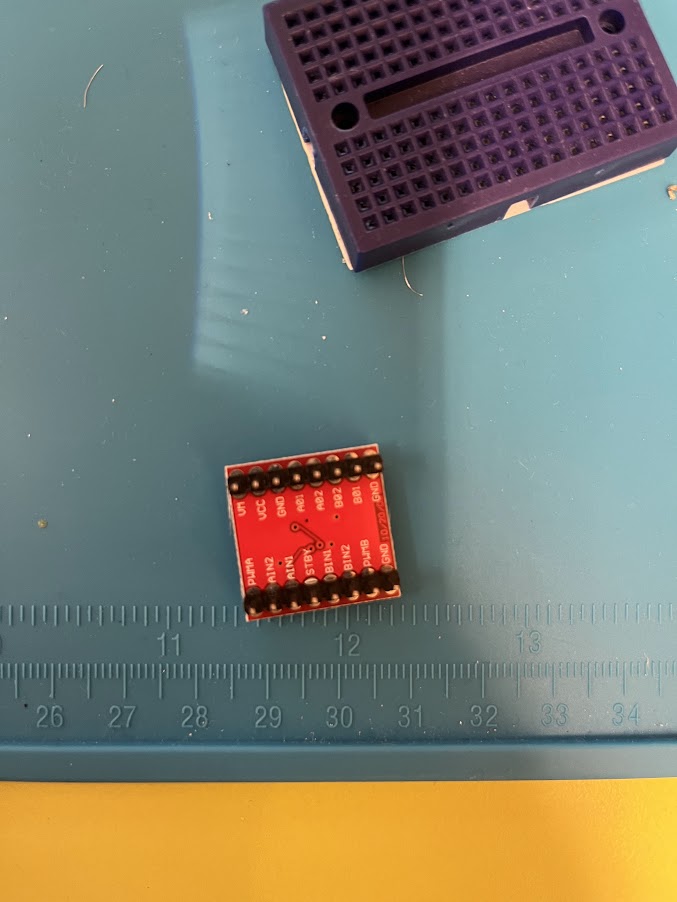 VM VCC GND A01 A02 B02 B01 GND
PWMA AIN2 AIN1 STBY BIN1 BIN2 PWMB GND
11 12 13
26 27 28 29 30 31 32 33 34